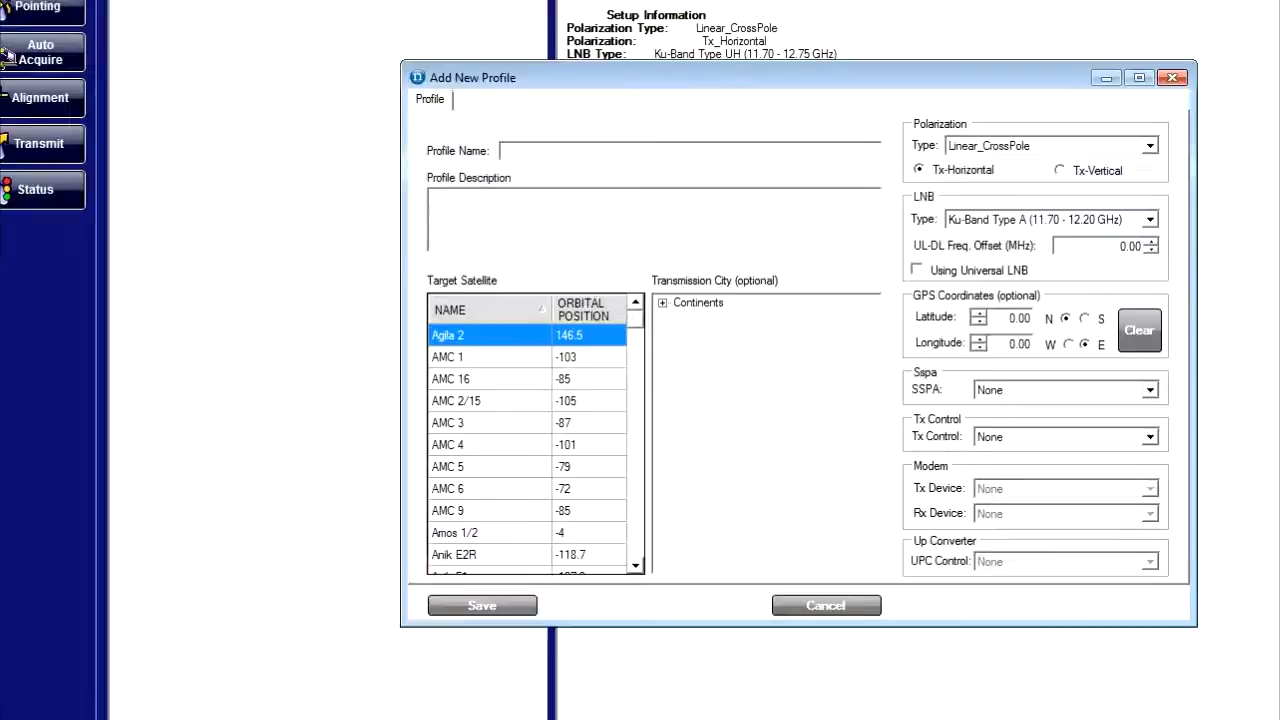 Pointing
Auto
Acquire
Alignment
Transmit
Status
Setup Information
Polarization Type: Linear_CrossPole
Polarization: Tx_Horizontal
LNB Type: Ku-Band Type UH (11.70 - 12.75 GHz)
Add New Profile
Profile
Profile Name:
Profile Description
Target Satellite
NAME ORBITAL POSITION
Agila 2 146.5
AMC 1 -103
AMC 16 -85
AMC 2/15 -105
AMC 3 -87
AMC 4 -101
AMC 5 -79
AMC 6 -72
AMC 9 -85
Amos 1/2 -4
Anik E2R -118.7
Transmission City (optional)
Continents
Polarization
Type: Linear_CrossPole
Tx-Horizontal Tx-Vertical
LNB
Type: Ku-Band Type A (11.70 - 12.20 GHz)
UL-DL Freq. Offset (MHz): 0.00
Using Universal LNB
GPS Coordinates (optional)
Latitude: 0.00 N S
Longitude: 0.00 W E
Clear
Sspa
SSPA: None
Tx Control
Tx Control: None
Modem
Tx Device: None
Rx Device: None
Up Converter
UPC Control: None
Save Cancel